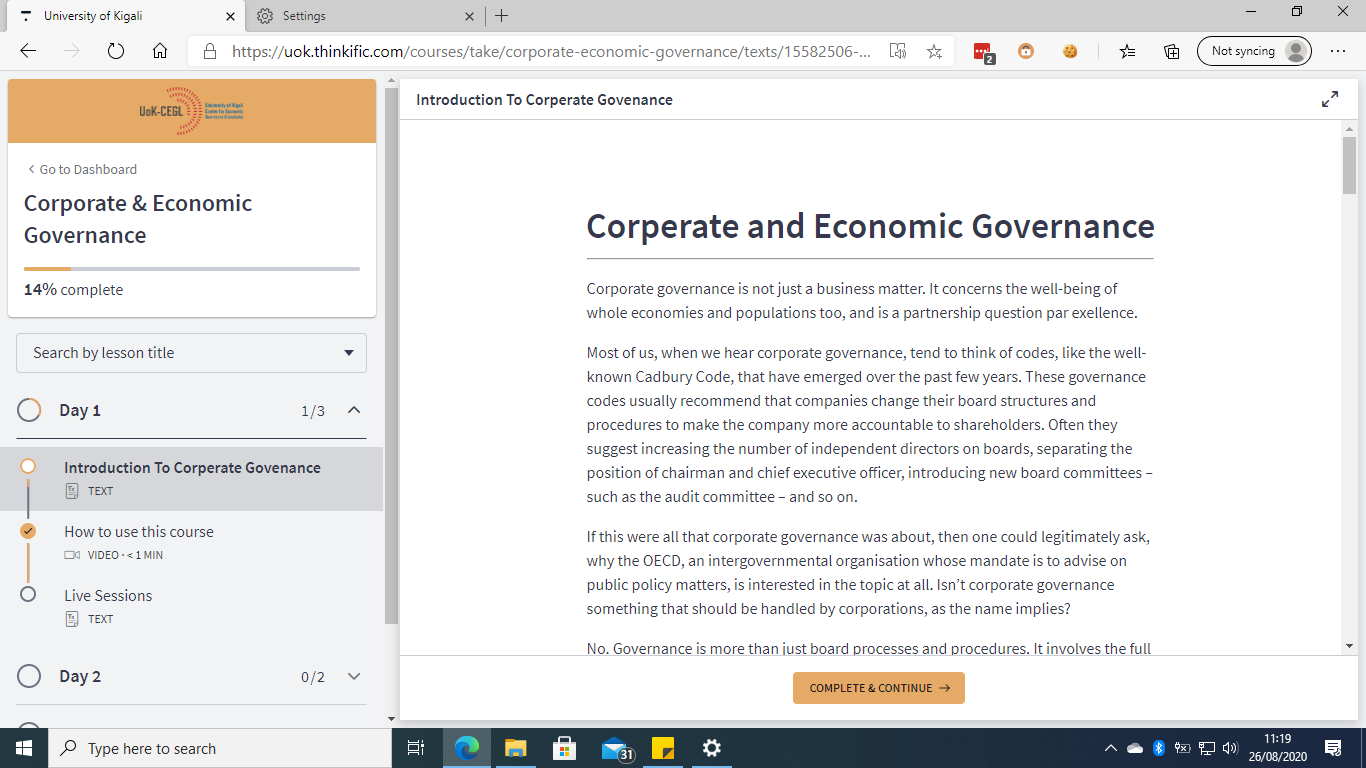 University of Kigali
Settings
https://uok.thinkific.com/courses/take/corporate-economic-governance/texts/15582506-...
2
Not syncing
UoK-CEGL
University of Kigali
Center for Economic
Governance & Leadership
Go to Dashboard
Corporate & Economic
Governance
14% complete
Search by lesson title
Day 1
1/3
Introduction To Corperate Govenance
TEXT
How to use this course
VIDEO · < 1 MIN
Live Sessions
TEXT
Day 2
0/2
Introduction To Corperate Govenance
Corperate and Economic Governance
Corporate governance is not just a business matter. It concerns the well-being of
whole economies and populations too, and is a partnership question par exellence.
Most of us, when we hear corporate governance, tend to think of codes, like the well-
known Cadbury Code, that have emerged over the past few years. These governance
codes usually recommend that companies change their board structures and
procedures to make the company more accountable to shareholders. Often they
suggest increasing the number of independent directors on boards, separating the
position of chairman and chief executive officer, introducing new board committees –
such as the audit committee – and so on.
If this were all that corporate governance was about, then one could legitimately ask,
why the OECD, an intergovernmental organisation whose mandate is to advise on
public policy matters, is interested in the topic at all. Isn’t corporate governance
something that should be handled by corporations, as the name implies?
No. Governance is more than just board processes and procedures. It involves the full
COMPLETE & CONTINUE
Type here to search
31
11:19
26/08/2020